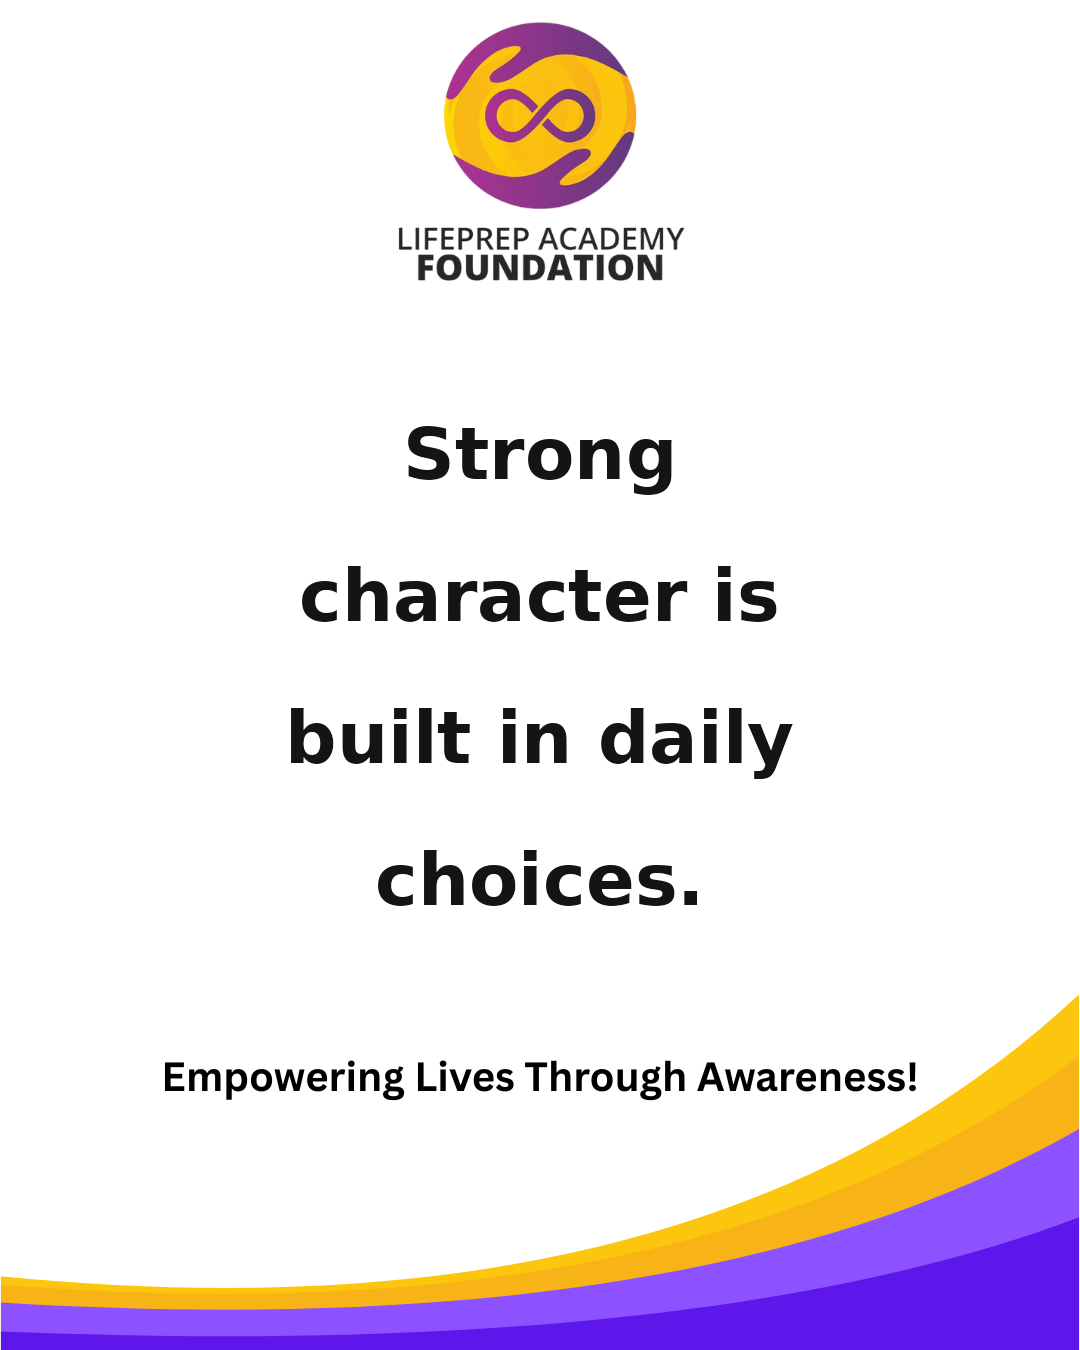 LIFEPREP ACADEMY
FOUNDATION
Strong
character is
built in daily
choices.
Empowering Lives Through Awareness!